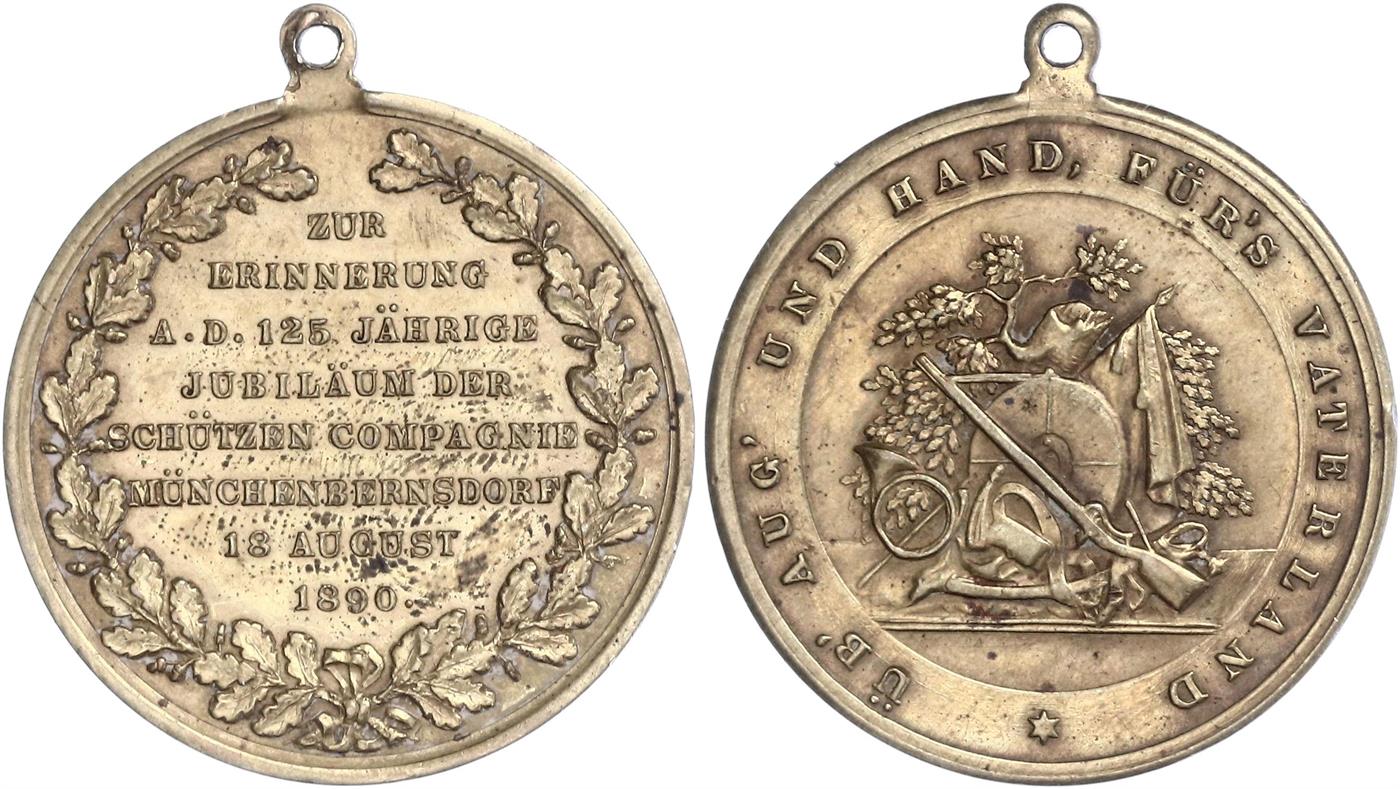 ZUR
ERINNERUNG
A. D. 125 JÄHRIGE
JUBILÄUM DER
SCHÜTZEN COMPAGNIE
MÜNCHENBERNSDORF
18 AUGUST
1890.
ÜB' AUG' UND HAND, FÜR'S VATERLAND